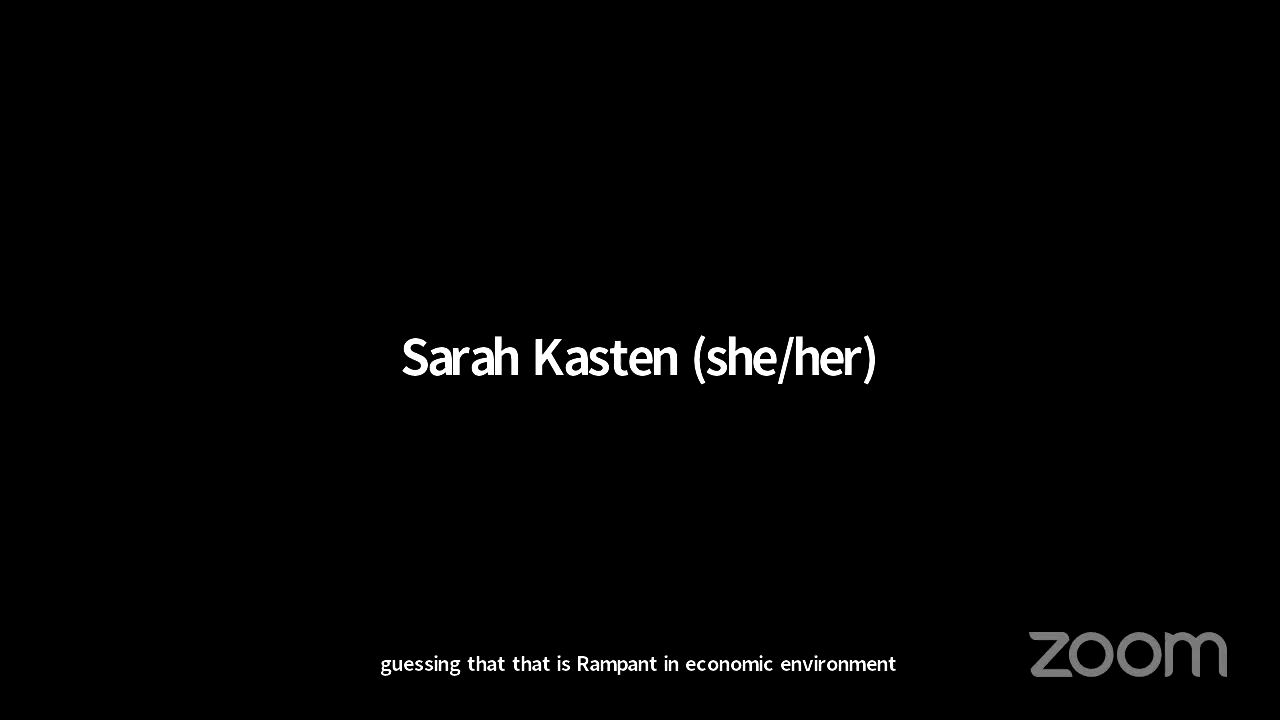 Sarah Kasten (she/her)
guessing that that is Rampant in economic environment
zoom